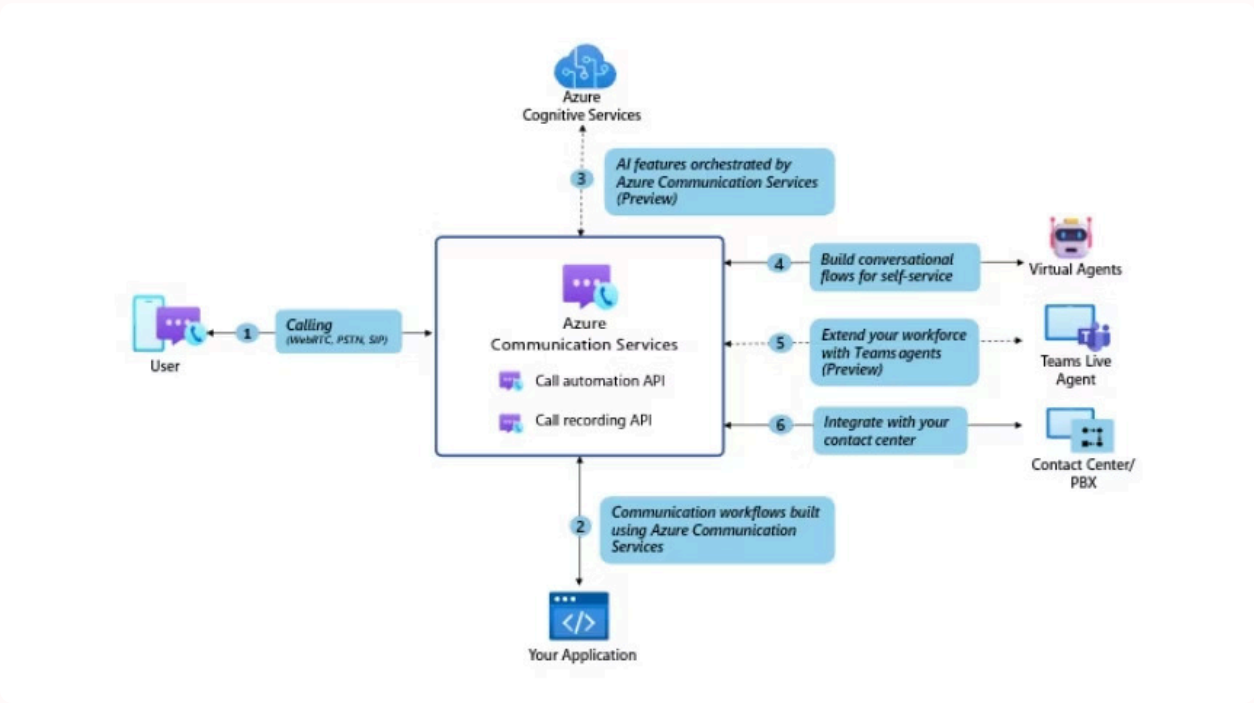 Azure
Cognitive Services
3
AI features orchestrated by
Azure Communication Services
(Preview)
4
Build conversational
flows for self-service
Virtual Agents
Azure
Communication Services
Call automation API
Call recording API
User
1
Calling
(WebRTC, PSTN, SIP)
5
Extend your workforce
with Teams agents
(Preview)
Teams Live
Agent
6
Integrate with your
contact center
Contact Center/
PBX
2
Communication workflows built
using Azure Communication
Services
</>
Your Application